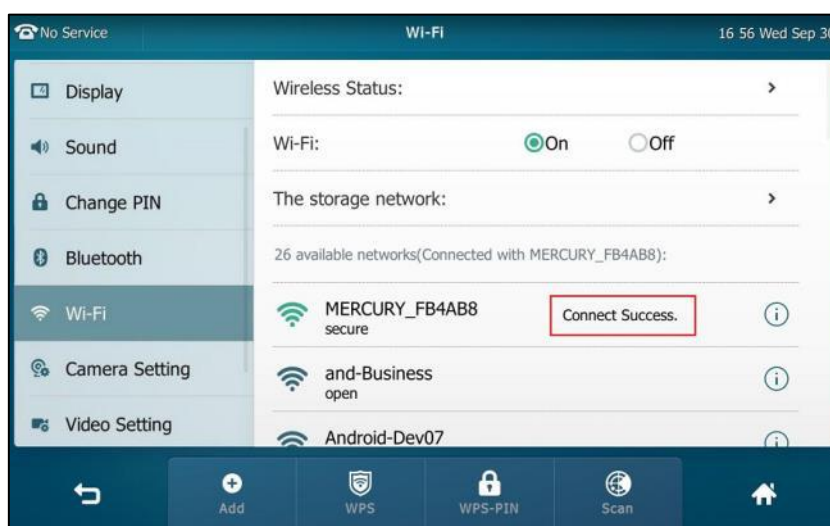 No Service
Wi-Fi
16 56 Wed Sep 30
Display
Sound
Change PIN
Bluetooth
Wi-Fi
Camera Setting
Video Setting
Wireless Status:
Wi-Fi:
On
Off
The storage network:
26 available networks(Connected with MERCURY_FB4AB8):
MERCURY_FB4AB8
secure
Connect Success.
and-Business
open
Android-Dev07
Add
WPS
WPS-PIN
Scan